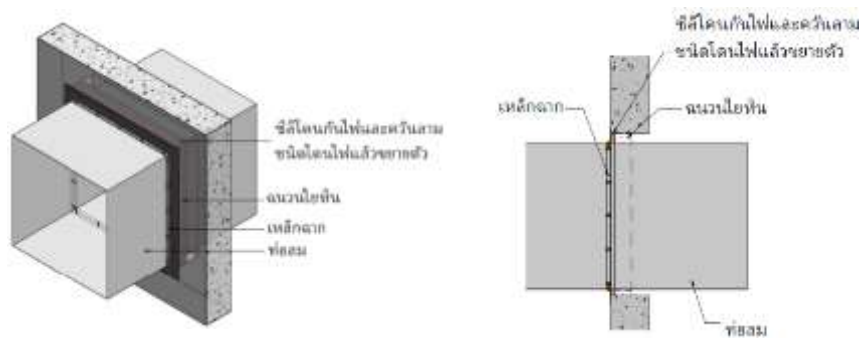 ซีลีโคนกันไฟและควันลาม
ชนิดโดนไฟแล้วขยายตัว
ฉนวนใยหิน
เหล็กฉาก
ท่อลม
ซีลีโคนกันไฟและควันลาม
ชนิดโดนไฟแล้วขยายตัว
เหล็กฉาก
ฉนวนใยหิน
ท่อลม